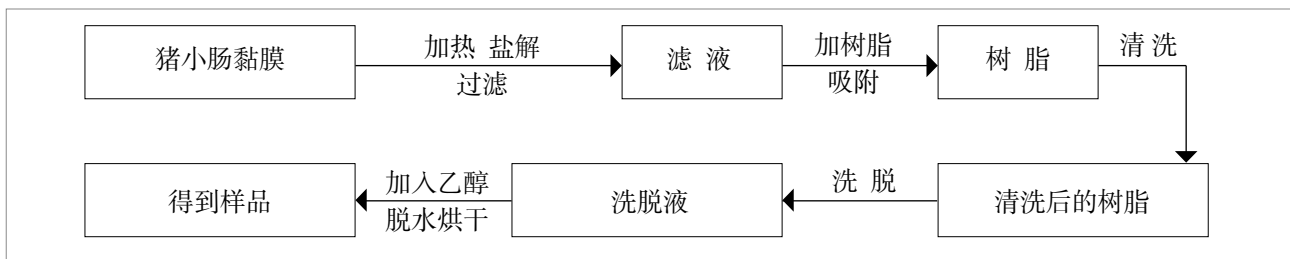 猪小肠黏膜
加热 盐解
过滤
滤 液
加树脂
吸附
树 脂
清 洗
清洗后的树脂
洗 脱
洗脱液
加入乙醇
脱水烘干
得到样品